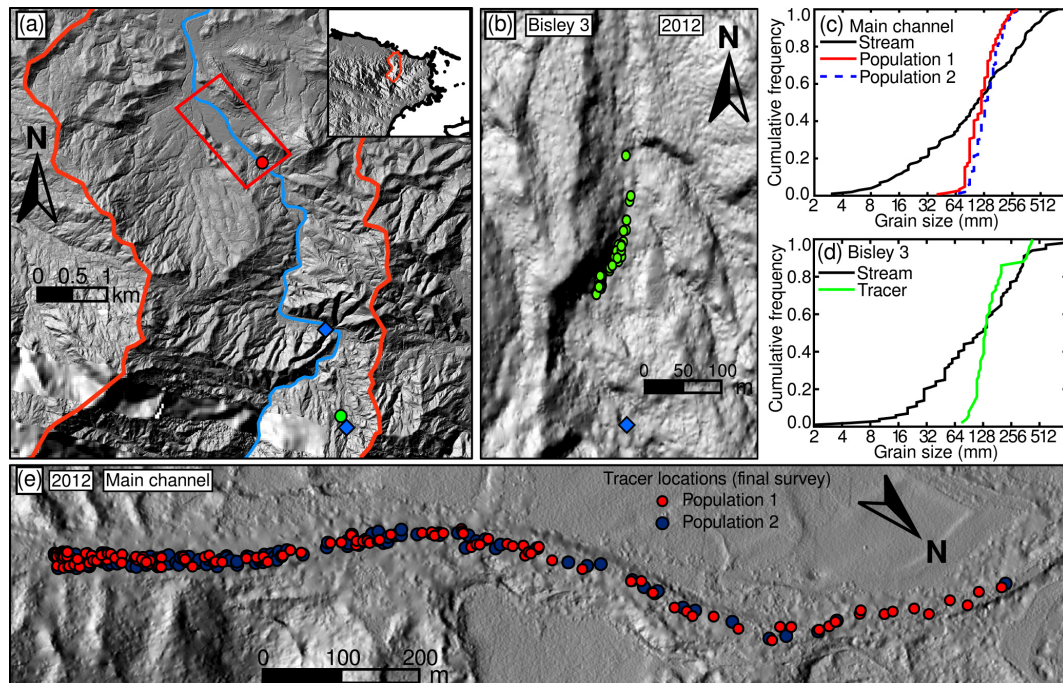 (a)
N
0 0.5 1
km
(b) Bisley 3 2012
N
0 50 100
m
(c) Main channel
Stream
Population 1
Population 2
Cumulative frequency
1.0
0.8
0.6
0.4
0.2
0.0
2 4 8 16 32 64 128 256 512
Grain size (mm)
(d) Bisley 3
Stream
Tracer
Cumulative frequency
1.0
0.8
0.6
0.4
0.2
0.0
2 4 8 16 32 64 128 256 512
Grain size (mm)
(e) 2012 Main channel
Tracer locations (final survey)
Population 1
Population 2
N
0 100 200
m